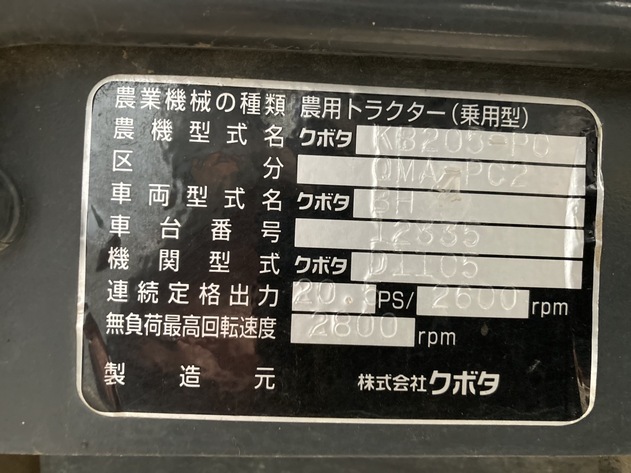 農業機械の種類 農用トラクター(乗用型)
農機型式名 クボタ KB205-PC
区分 QMA-PC2
車両型式名 クボタ BH
車台番号 12835
機関型式 クボタ D1105
連続定格出力 20.5 PS/ 2600 rpm
無負荷最高回転速度 2800 rpm
製造元 株式会社クボタ